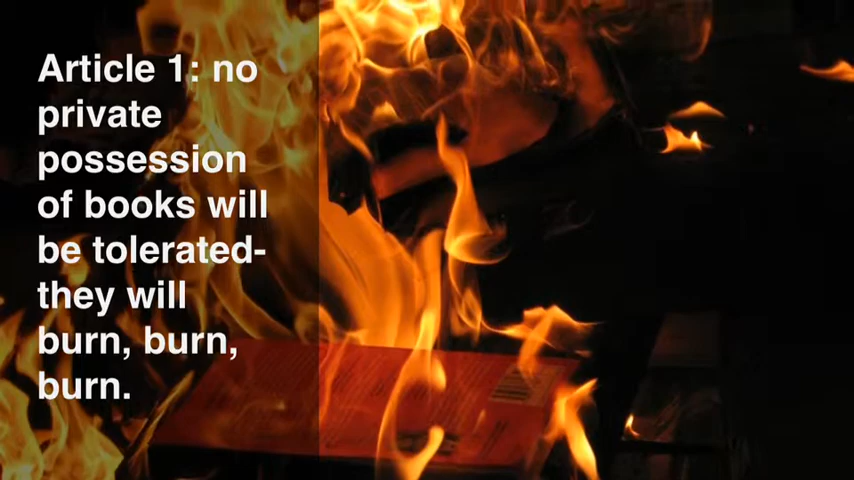 Article 1: no
private
possession
of books will
be tolerated-
they will
burn, burn,
burn.